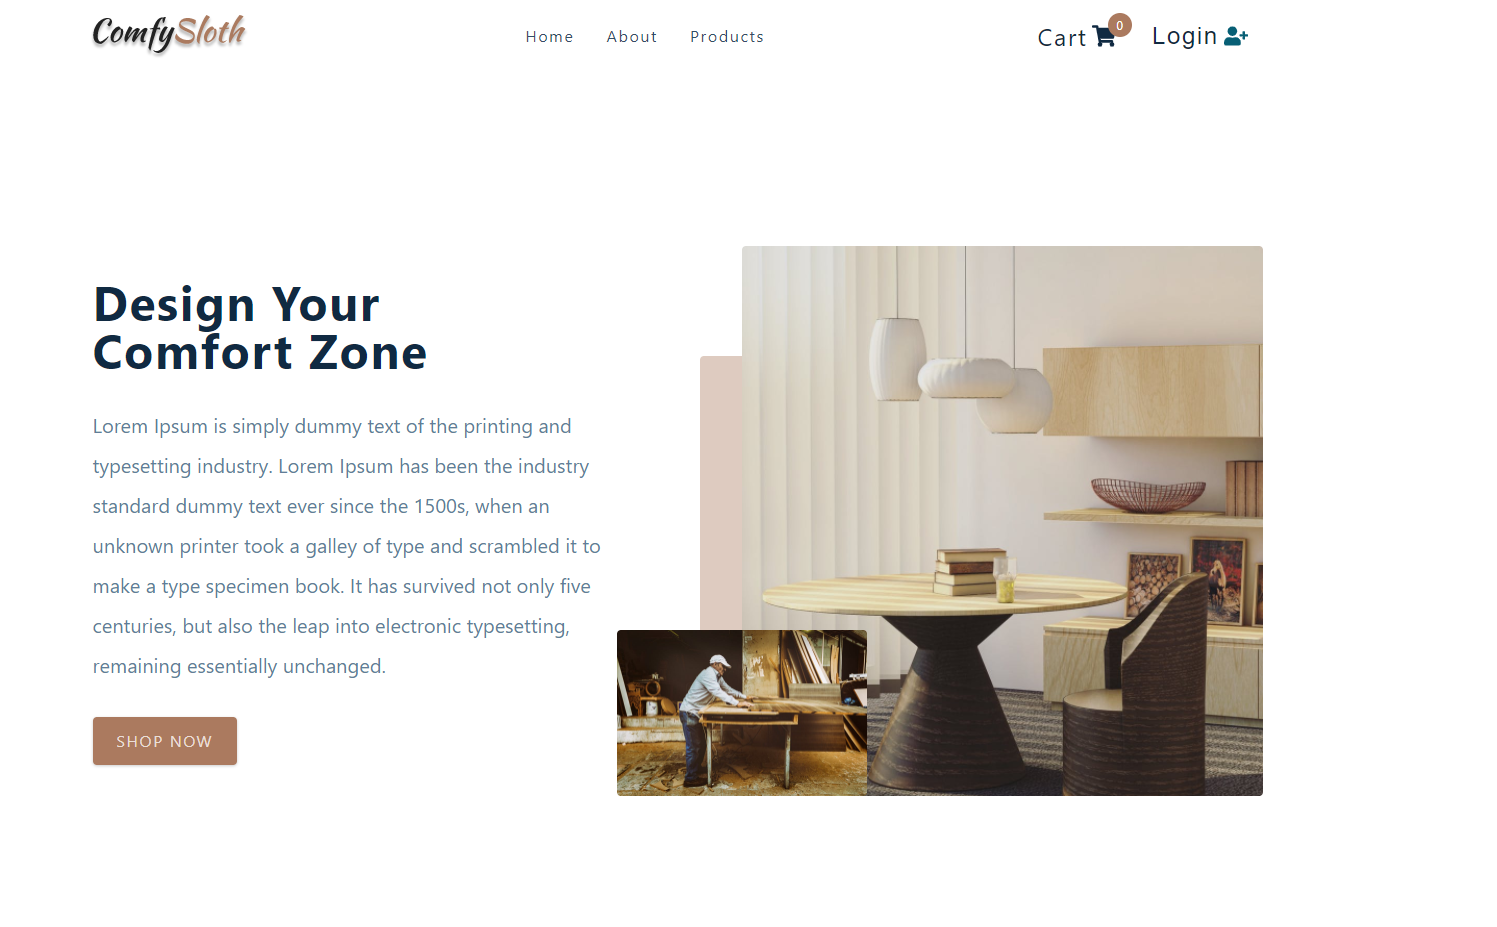 ComfySloth
Home About Products
Cart 0 Login
Design Your
Comfort Zone
Lorem Ipsum is simply dummy text of the printing and
typesetting industry. Lorem Ipsum has been the industry
standard dummy text ever since the 1500s, when an
unknown printer took a galley of type and scrambled it to
make a type specimen book. It has survived not only five
centuries, but also the leap into electronic typesetting,
remaining essentially unchanged.
SHOP NOW